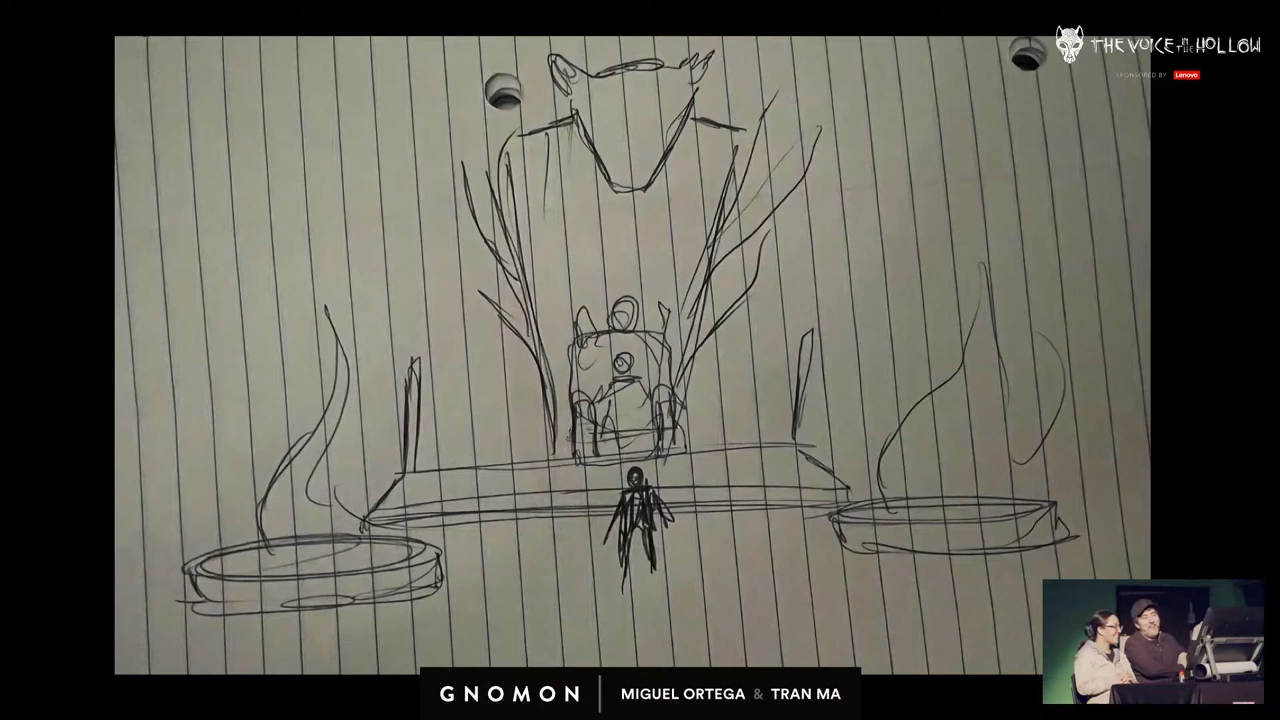 THE VOICE IN THE HOLLOW
SPONSORED BY Lenovo
GNOMON MIGUEL ORTEGA & TRAN MA